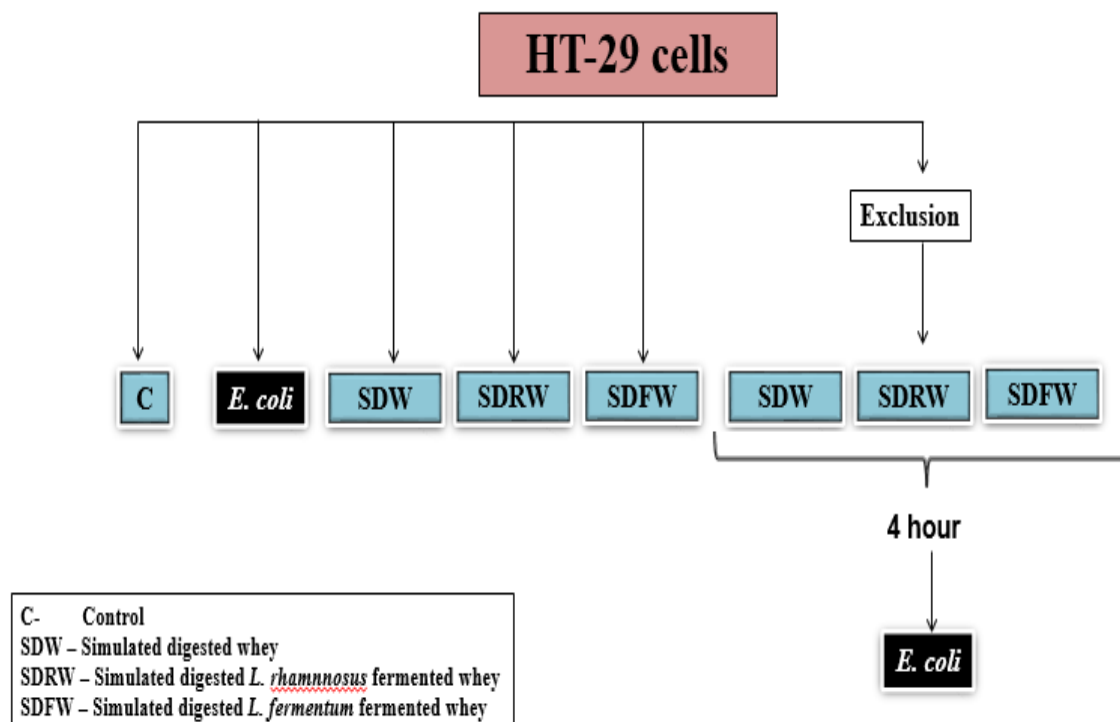 HT-29 cells
Exclusion
C
E. coli
SDW
SDRW
SDFW
SDW
SDRW
SDFW
4 hour
E. coli
C- Control
SDW – Simulated digested whey
SDRW – Simulated digested L. rhamnnosus fermented whey
SDFW – Simulated digested L. fermentum fermented whey